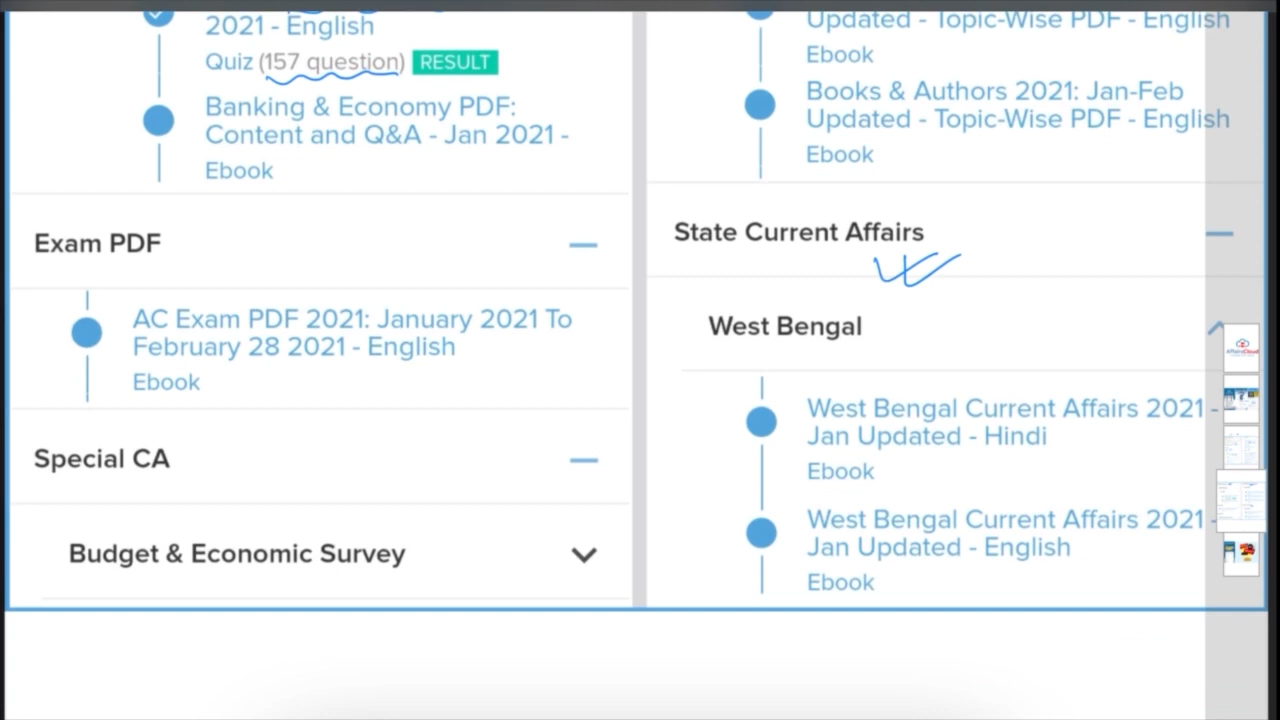 2021 - English
Quiz (157 question) RESULT
Banking & Economy PDF:
Content and Q&A - Jan 2021 -
Ebook
Exam PDF
AC Exam PDF 2021: January 2021 To
February 28 2021 - English
Ebook
Special CA
Budget & Economic Survey
Updated - Topic-Wise PDF - English
Ebook
Books & Authors 2021: Jan-Feb
Updated - Topic-Wise PDF - English
Ebook
State Current Affairs
West Bengal
West Bengal Current Affairs 2021 -
Jan Updated - Hindi
Ebook
West Bengal Current Affairs 2021 -
Jan Updated - English
Ebook
AffairsCloud